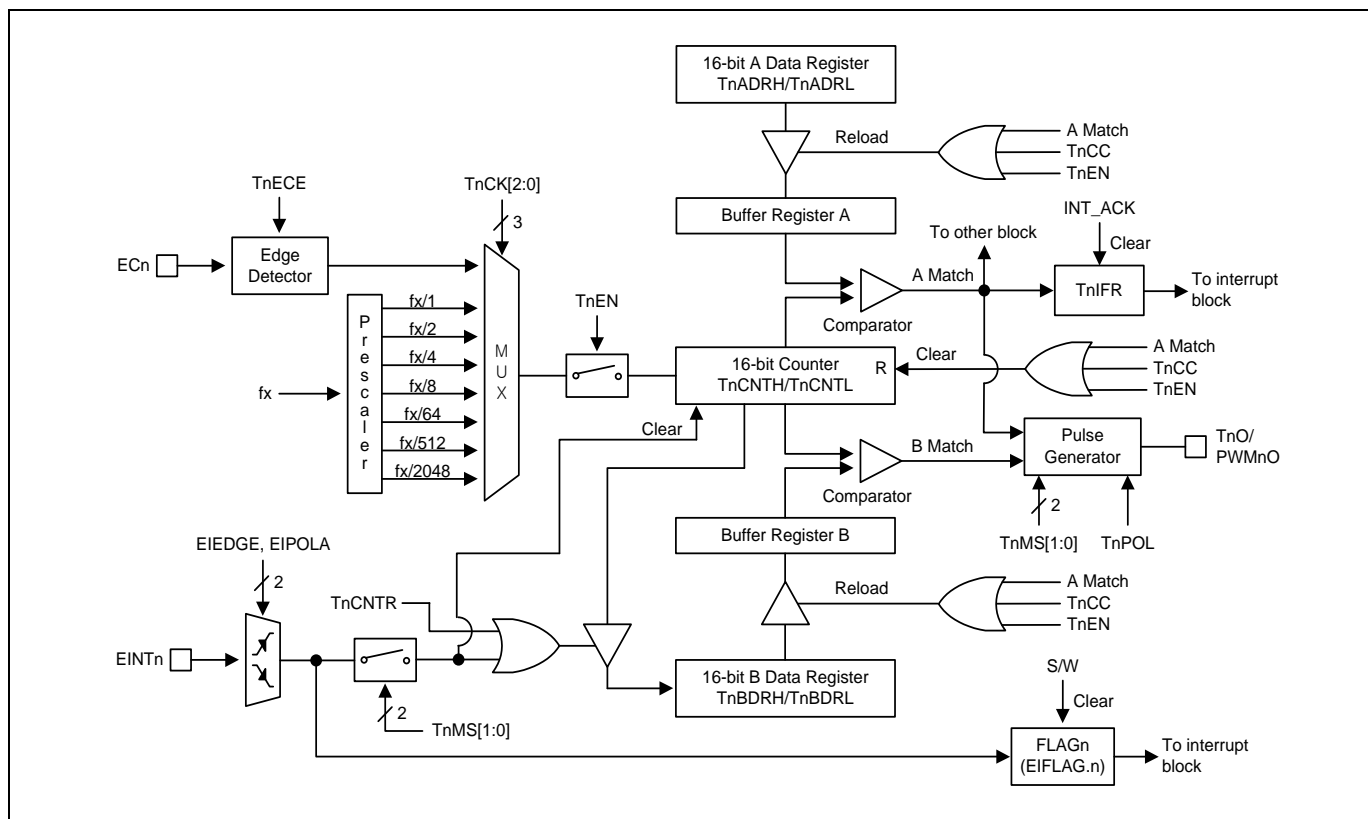 16-bit A Data Register
TnADRH/TnADRL
Reload
A Match
TnCC
TnEN
TnECE
TnCK[2:0]
3
Buffer Register A
INT_ACK
Clear
To other block
ECn
Edge
Detector
A Match
TnIFR
To interrupt
block
Comparator
Prescaler
fx/1
fx/2
fx/4
fx/8
fx/64
fx/512
fx/2048
MUX
TnEN
fx
16-bit Counter
TnCNTH/TnCNTL
R
Clear
A Match
TnCC
TnEN
Clear
B Match
Comparator
Pulse
Generator
TnO/
PWMnO
2
TnMS[1:0]
TnPOL
Buffer Register B
EIEDGE, EIPOLA
2
TnCNTR
Reload
A Match
TnCC
TnEN
EINTn
2
TnMS[1:0]
16-bit B Data Register
TnBDRH/TnBDRL
S/W
Clear
FLAGn
(EIFLAG.n)
To interrupt
block